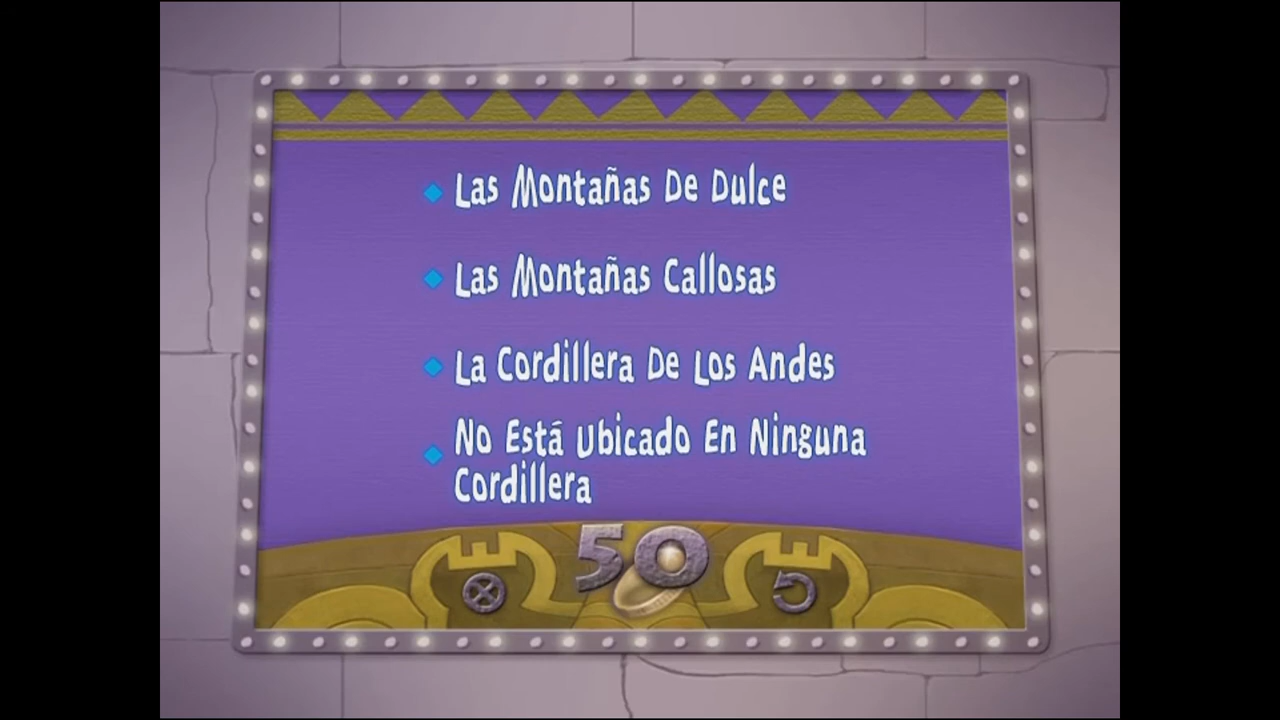 Las Montañas De Dulce
Las Montañas Callosas
La Cordillera De Los Andes
No Está Ubicado En Ninguna
Cordillera
50